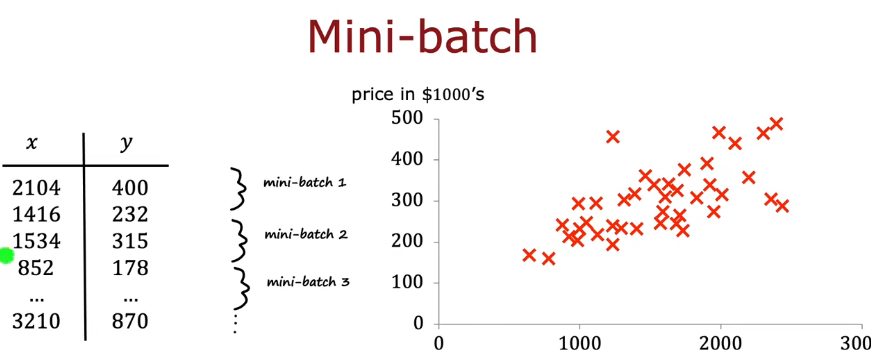 Mini-batch
x y
2104 400
1416 232
1534 315
852 178
... ...
3210 870
mini-batch 1
mini-batch 2
mini-batch 3
price in $1000's
500
400
300
200
100
0
0 1000 2000 300